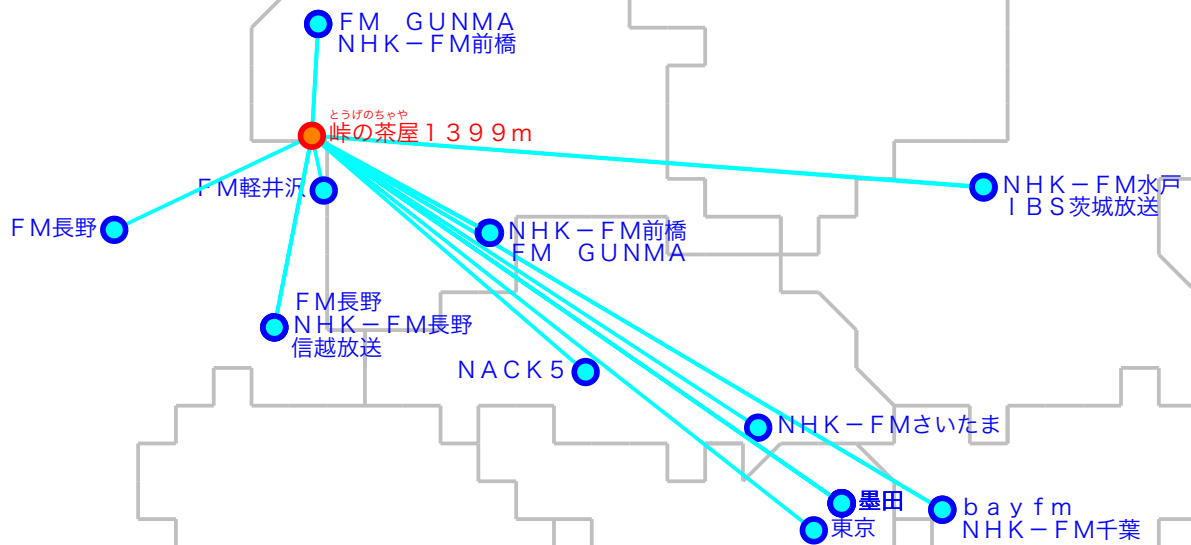 ＦＭ　ＧＵＮＭＡ
ＮＨＫ－ＦＭ前橋
とうげのちゃや
峠の茶屋１３９９ｍ
ＦＭ軽井沢
ＮＨＫ－ＦＭ水戸
ＩＢＳ茨城放送
ＦＭ長野
ＮＨＫ－ＦＭ前橋
ＦＭ　ＧＵＮＭＡ
ＦＭ長野
ＮＨＫ－ＦＭ長野
信越放送
ＮＡＣＫ５
ＮＨＫ－ＦＭさいたま
墨田
東京
ｂａｙｆｍ
ＮＨＫ－ＦＭ千葉